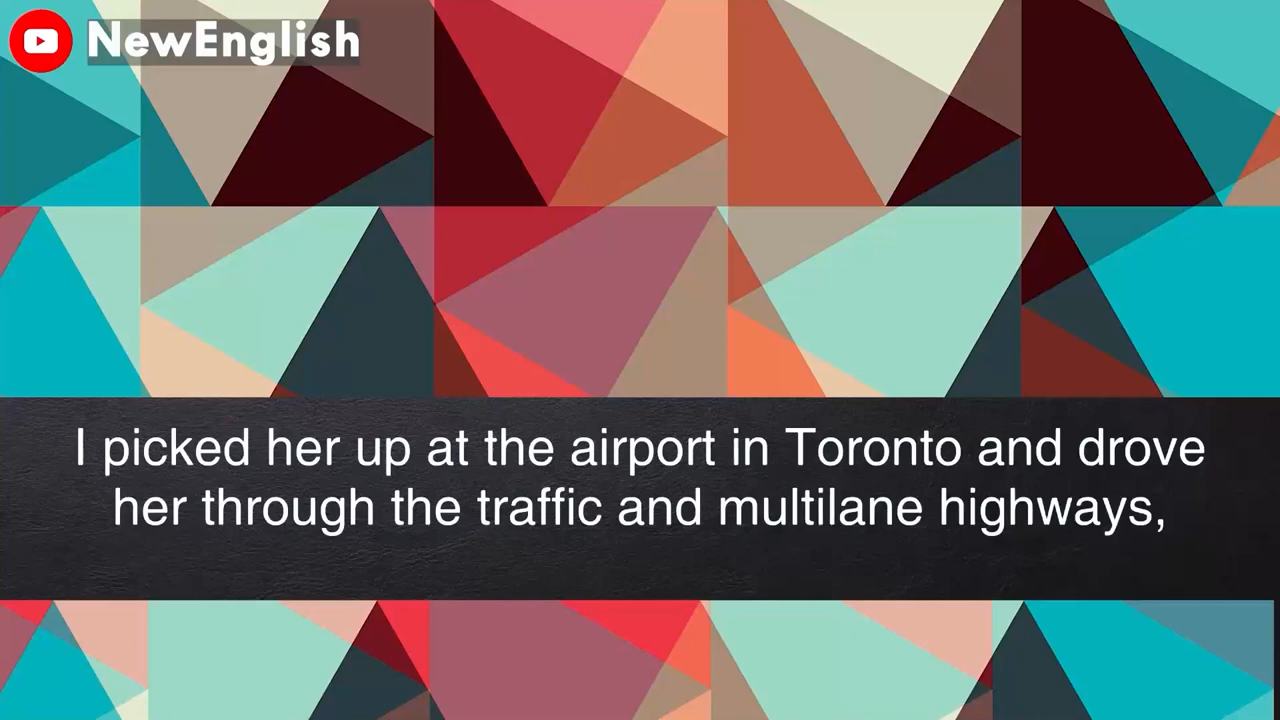 NewEnglish
I picked her up at the airport in Toronto and drove
her through the traffic and multilane highways,